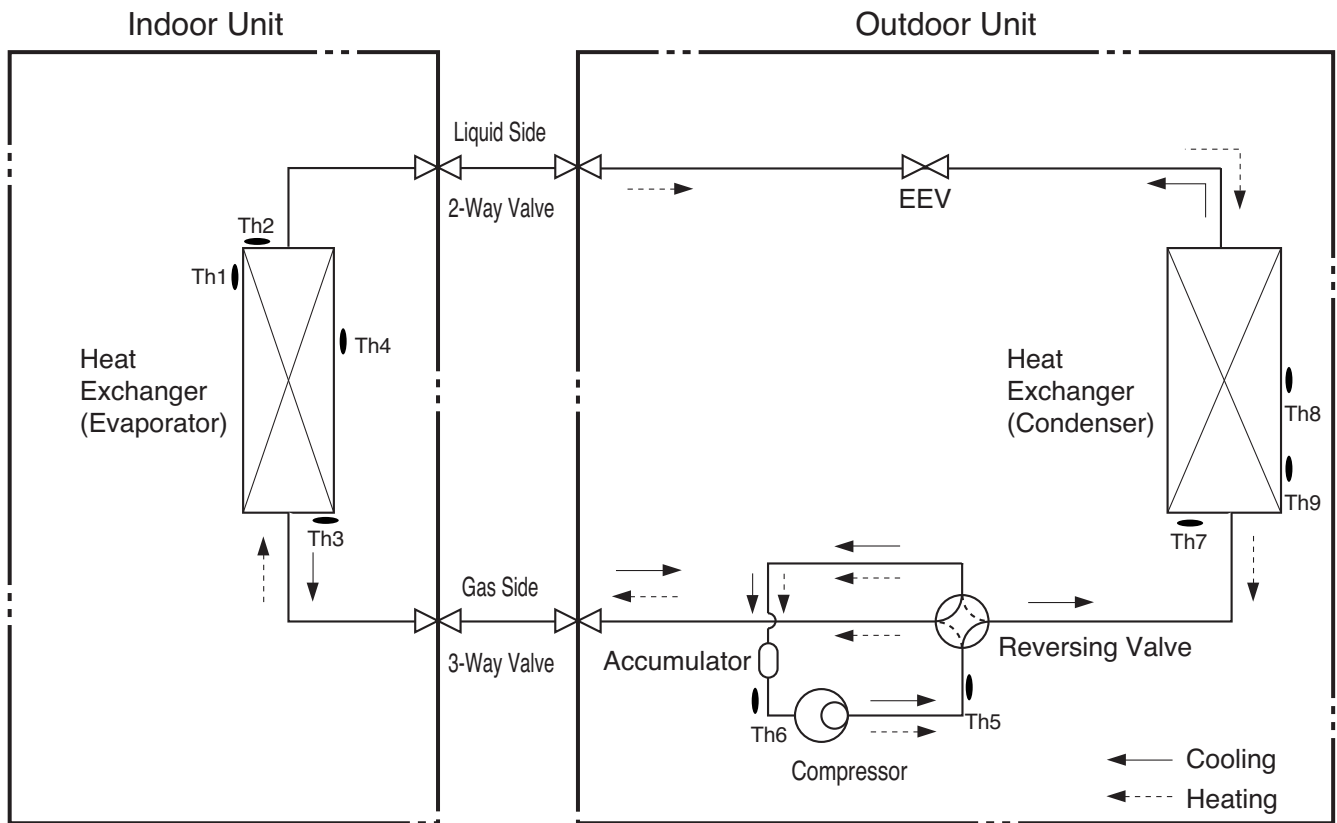 Indoor Unit
Outdoor Unit
Liquid Side
2-Way Valve
EEV
Th2
Th1
Th4
Heat
Exchanger
(Evaporator)
Heat
Exchanger
(Condenser)
Th8
Th9
Th3
Th7
Gas Side
3-Way Valve
Accumulator
Reversing Valve
Th6
Th5
Compressor
Cooling
Heating